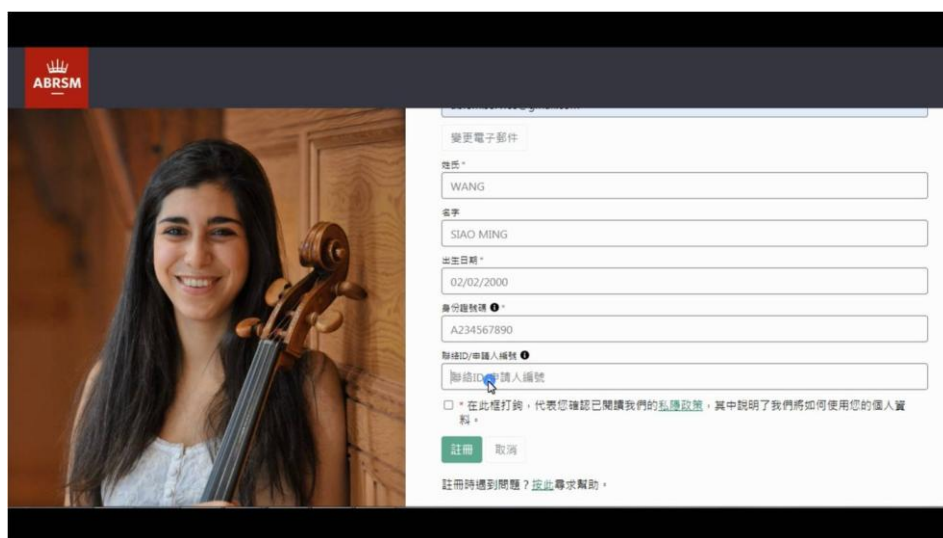 ABRSM
變更電子郵件
姓氏 *
WANG
名字
SIAO MING
出生日期 *
02/02/2000
身份證號碼 *
A234567890
聯絡ID/申請人編號
聯絡ID/申請人編號
* 在此框打鉤，代表您確認已閱讀我們的私隱政策，其中說明了我們將如何使用您的個人資
料。
註冊 取消
註冊時遇到問題？按此尋求幫助。